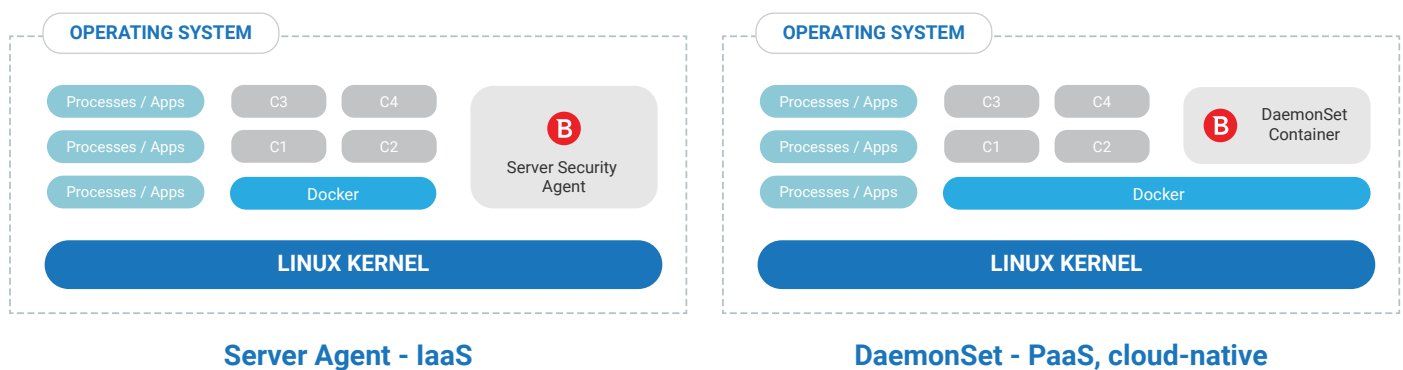 OPERATING SYSTEM
Processes / Apps
C3
C4
Processes / Apps
C1
C2
Processes / Apps
Docker
B
Server Security
Agent
LINUX KERNEL
Server Agent - IaaS
OPERATING SYSTEM
Processes / Apps
C3
C4
Processes / Apps
C1
C2
Processes / Apps
B
DaemonSet
Container
Docker
LINUX KERNEL
DaemonSet - PaaS, cloud-native